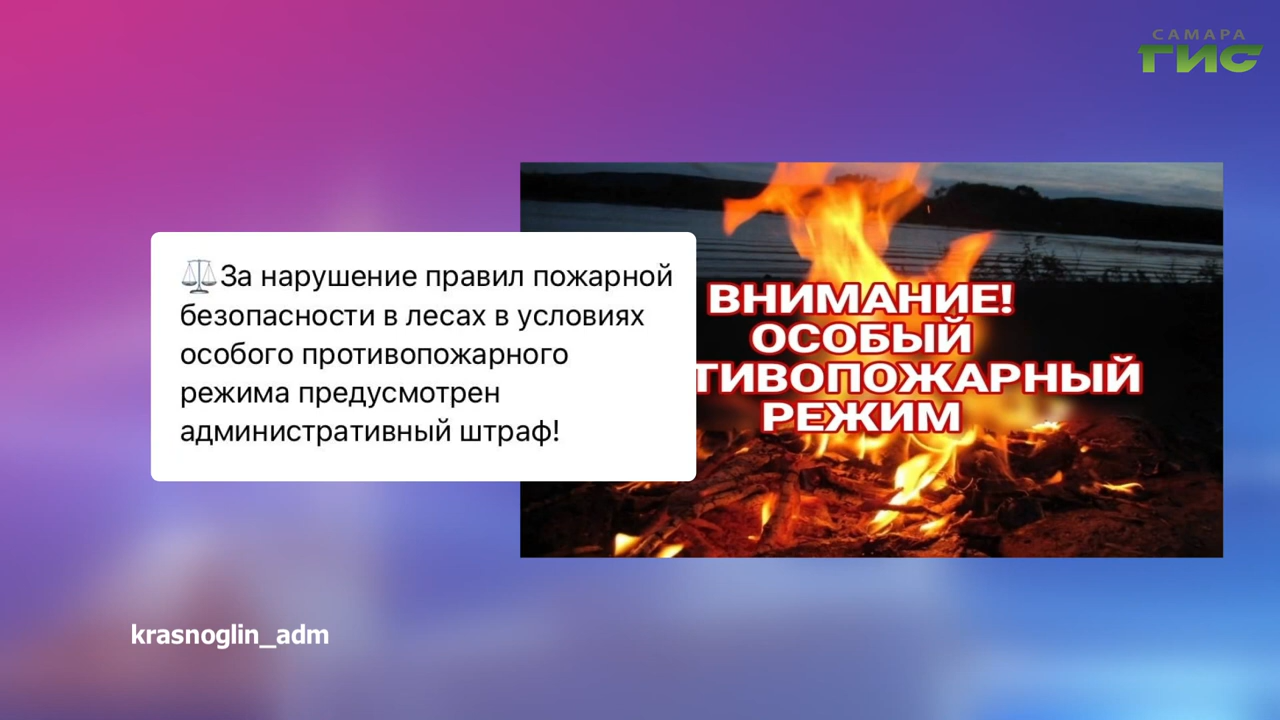 САМАРА
ГИС
⚖️За нарушение правил пожарной
безопасности в лесах в условиях
особого противопожарного
режима предусмотрен
административный штраф!
ВНИМАНИЕ!
ОСОБЫЙ
ТИВОПОЖАРНЫЙ
РЕЖИМ
krasnoglin_adm